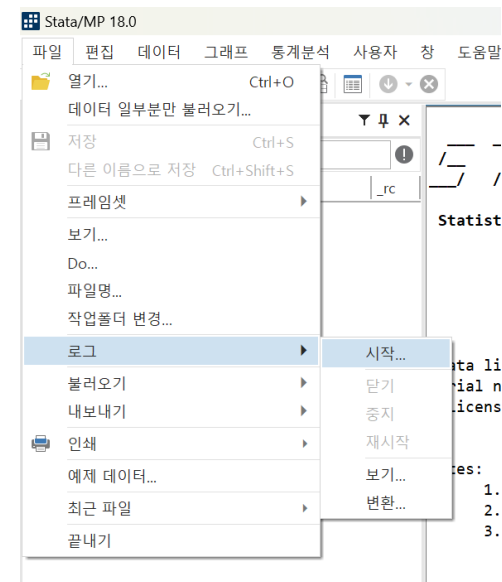 Stata/MP 18.0
파일 편집 데이터 그래프 통계분석 사용자 창 도움말
열기... Ctrl+O
데이터 일부분만 불러오기...
저장 Ctrl+S
다른 이름으로 저장 Ctrl+Shift+S
프레임셋
_rc
보기...
Statist
Do...
파일명...
작업폴더 변경...
로그
시작...
불러오기
닫기
내보내기
중지
인쇄
재시작
예제 데이터...
보기...
최근 파일
변환...
끝내기
ata li
rial n
icens
es:
1.
2.
3.